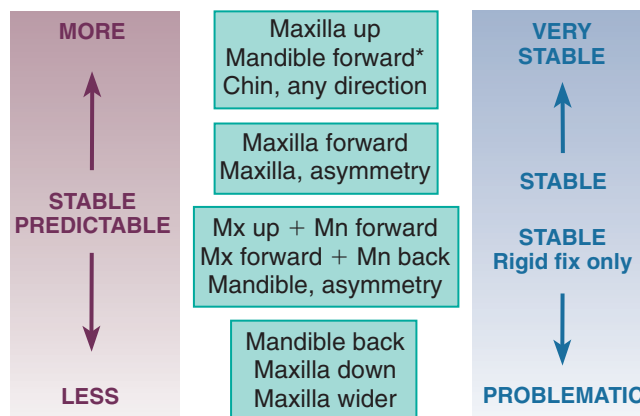 MORE
STABLE
PREDICTABLE
LESS
Maxilla up
Mandible forward*
Chin, any direction
Maxilla forward
Maxilla, asymmetry
Mx up + Mn forward
Mx forward + Mn back
Mandible, asymmetry
Mandible back
Maxilla down
Maxilla wider
VERY
STABLE
STABLE
STABLE
Rigid fix only
PROBLEMATIC